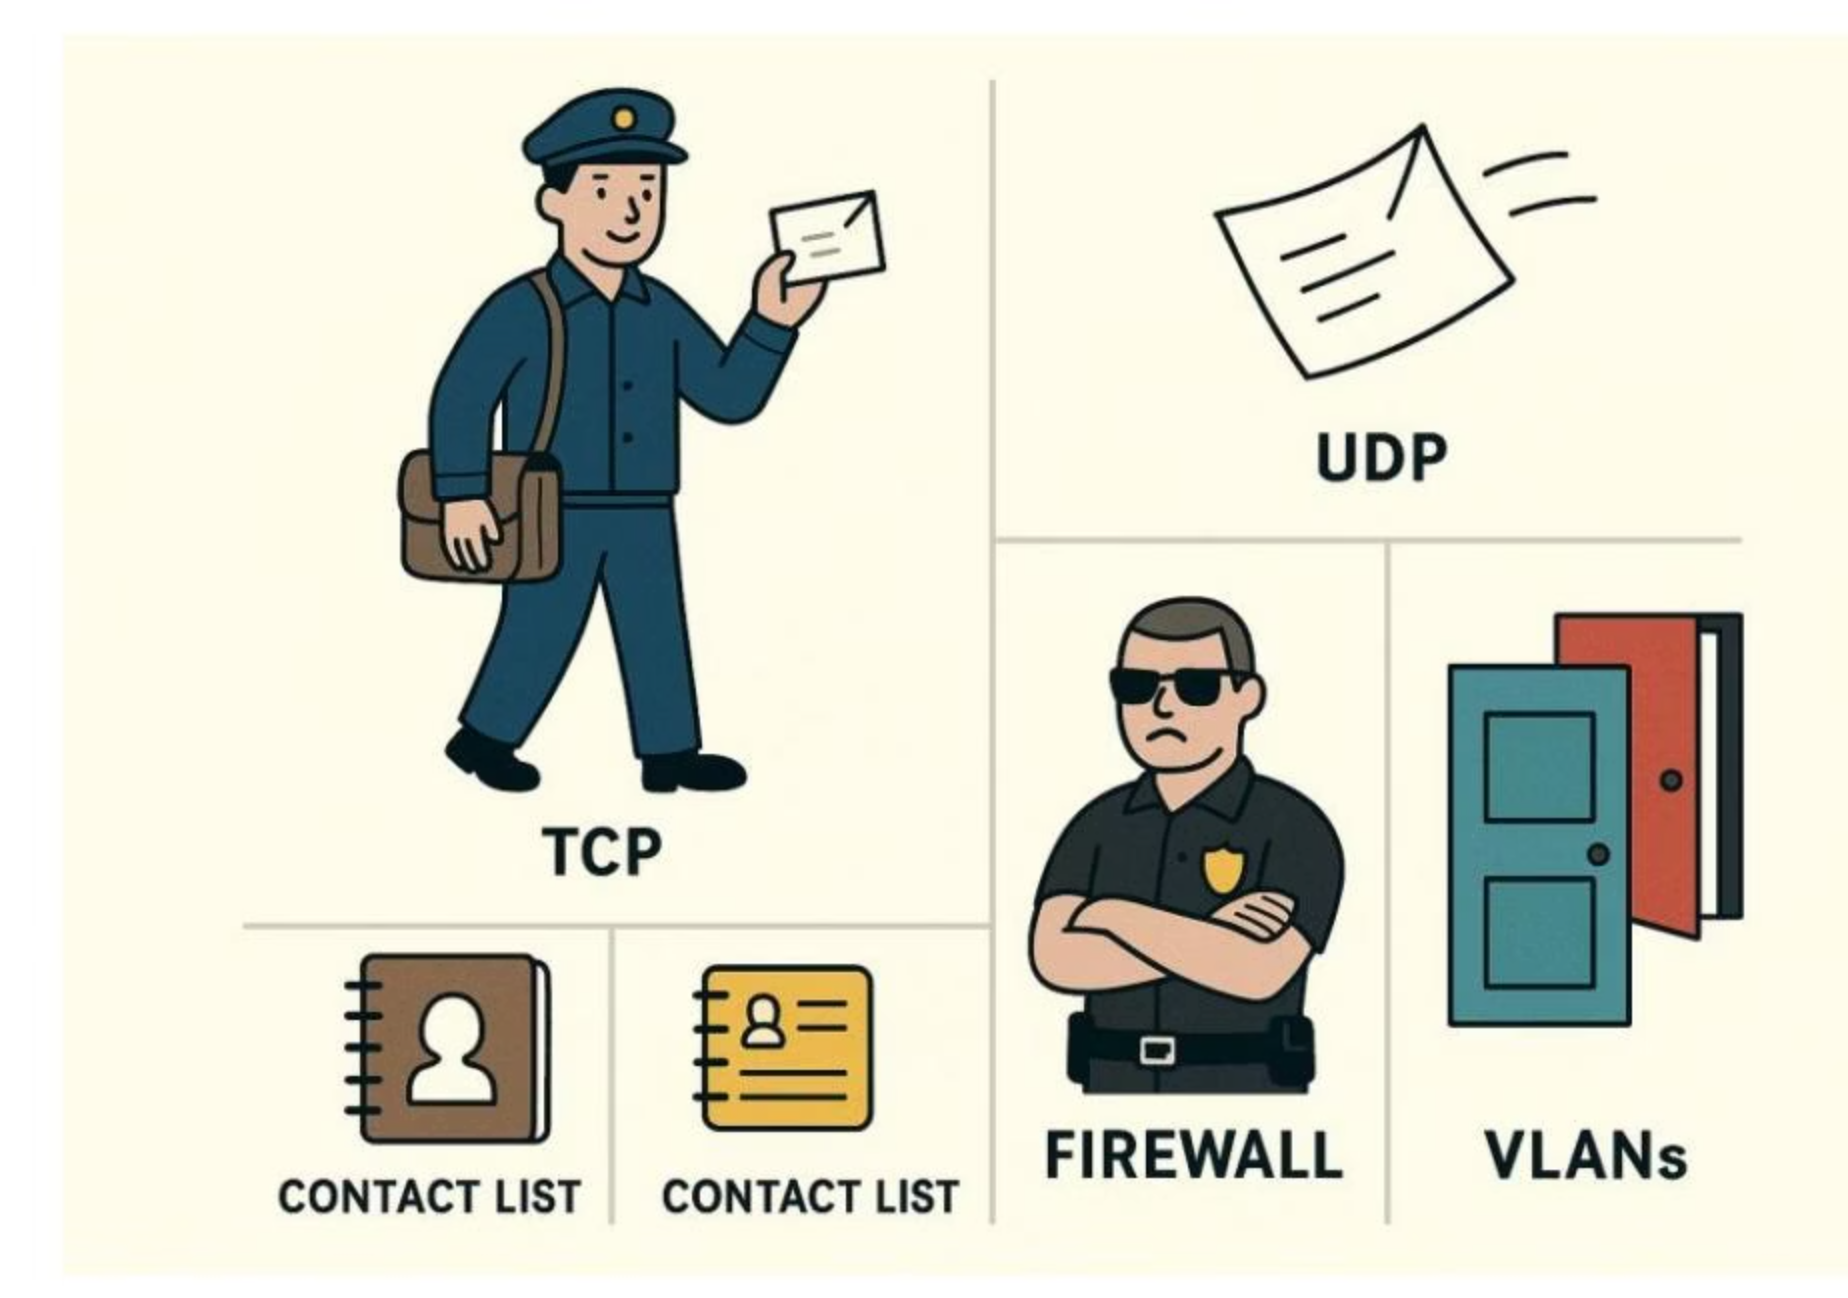 TCP
UDP
CONTACT LIST
CONTACT LIST
FIREWALL
VLANs